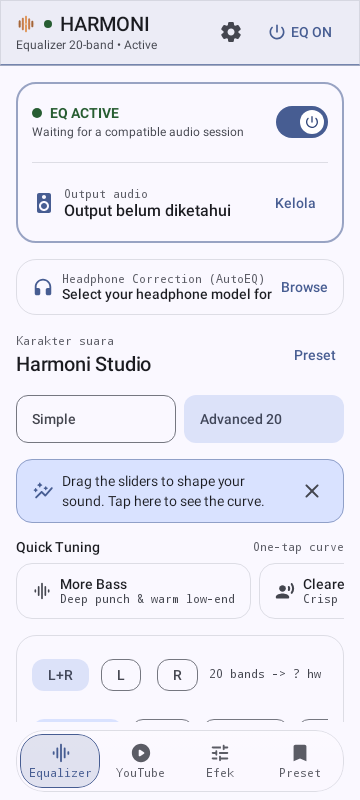 HARMONI
Equalizer 20-band • Active
EQ ON
EQ ACTIVE
Waiting for a compatible audio session
Output audio
Output belum diketahui
Kelola
Headphone Correction (AutoEQ)
Select your headphone model for
Browse
Karakter suara
Harmoni Studio
Preset
Simple
Advanced 20
Drag the sliders to shape your
sound. Tap here to see the curve.
Quick Tuning
One-tap curve
More Bass
Deep punch & warm low-end
Cleare
Crisp
L+R
L
R
20 bands -> ? hw
Equalizer
YouTube
Efek
Preset